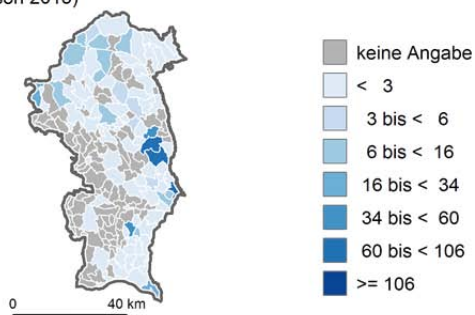 2010)
keine Angabe
< 3
3 bis < 6
6 bis < 16
16 bis < 34
34 bis < 60
60 bis < 106
>= 106
0 40 km